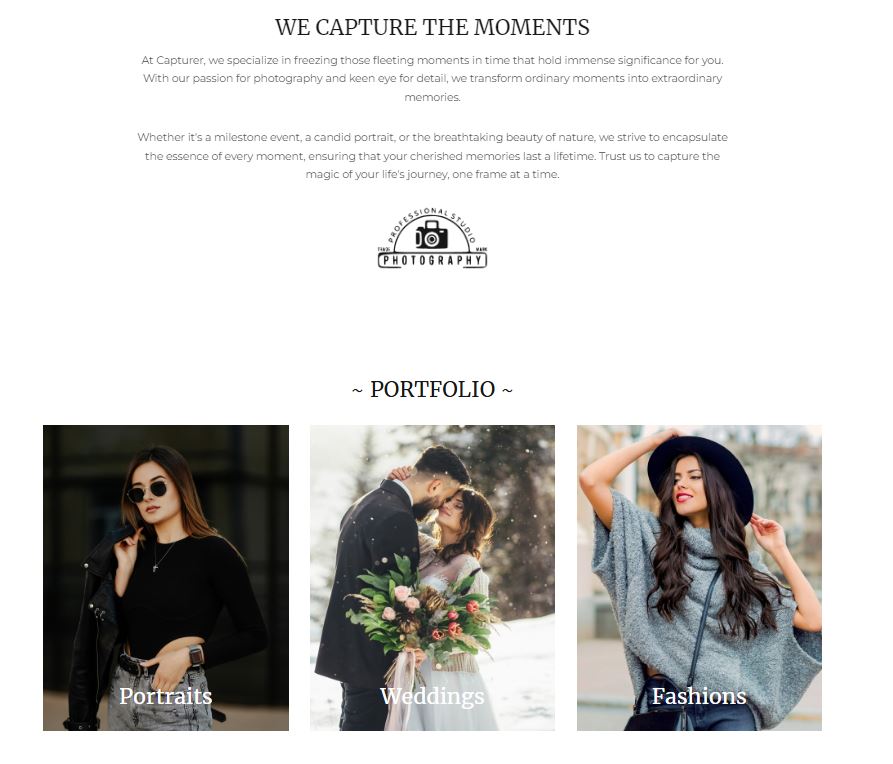 WE CAPTURE THE MOMENTS
At Capturer, we specialize in freezing those fleeting moments in time that hold immense significance for you.
With our passion for photography and keen eye for detail, we transform ordinary moments into extraordinary
memories.
Whether it's a milestone event, a candid portrait, or the breathtaking beauty of nature, we strive to encapsulate
the essence of every moment, ensuring that your cherished memories last a lifetime. Trust us to capture the
magic of your life's journey, one frame at a time.
PROFESSIONAL STUDIO
TRADE MARK
PHOTOGRAPHY
~ PORTFOLIO ~
Portraits
Weddings
Fashions